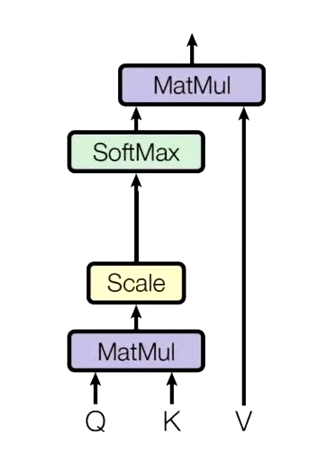 MatMul
SoftMax
Scale
MatMul
Q K V